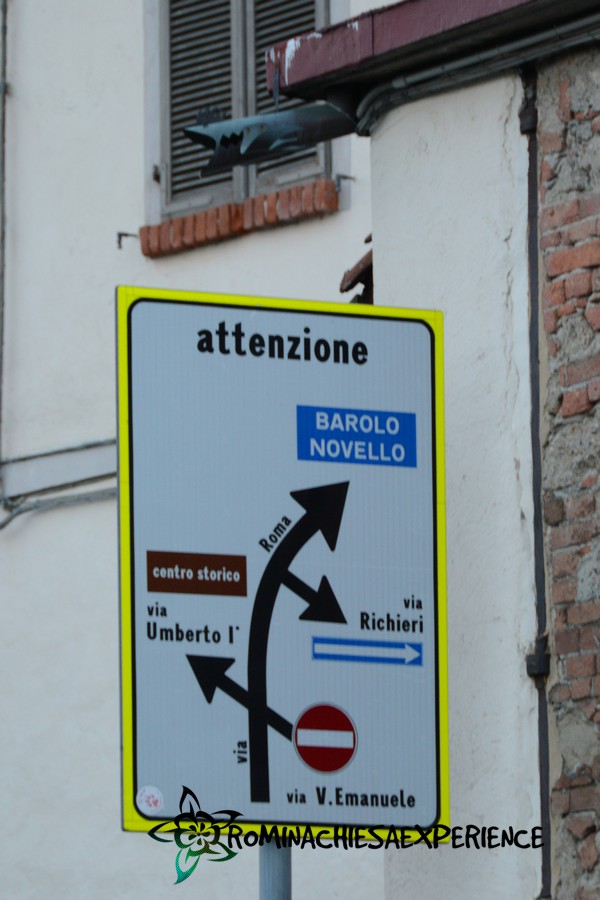 attenzione
BAROLO
NOVELLO
Roma
centro storico
via
Umberto I°
via
Richieri
via
via V.Emanuele
ROMINACHIESAEXPERIENCE